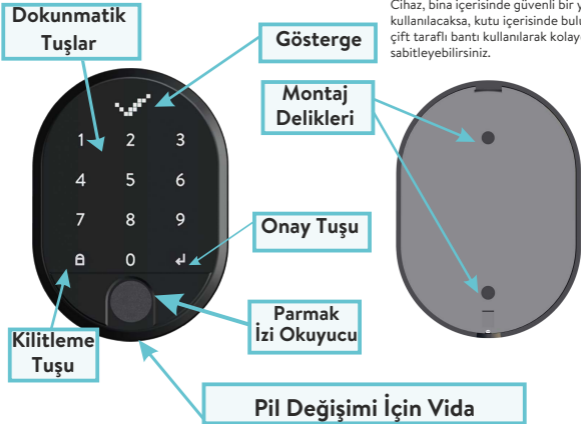 Cihaz, bina içerisinde güvenli bir y
kullanılacaksa, kutu içerisinde bulu
çift taraflı bantı kullanılarak kolay
sabitleyebilirsiniz.
Dokunmatik
Tuşlar
Gösterge
Montaj
Delikleri
1 2 3
4 5 6
7 8 9
0
Onay Tuşu
Parmak
İzi Okuyucu
Kilitleme
Tuşu
Pil Değişimi İçin Vida